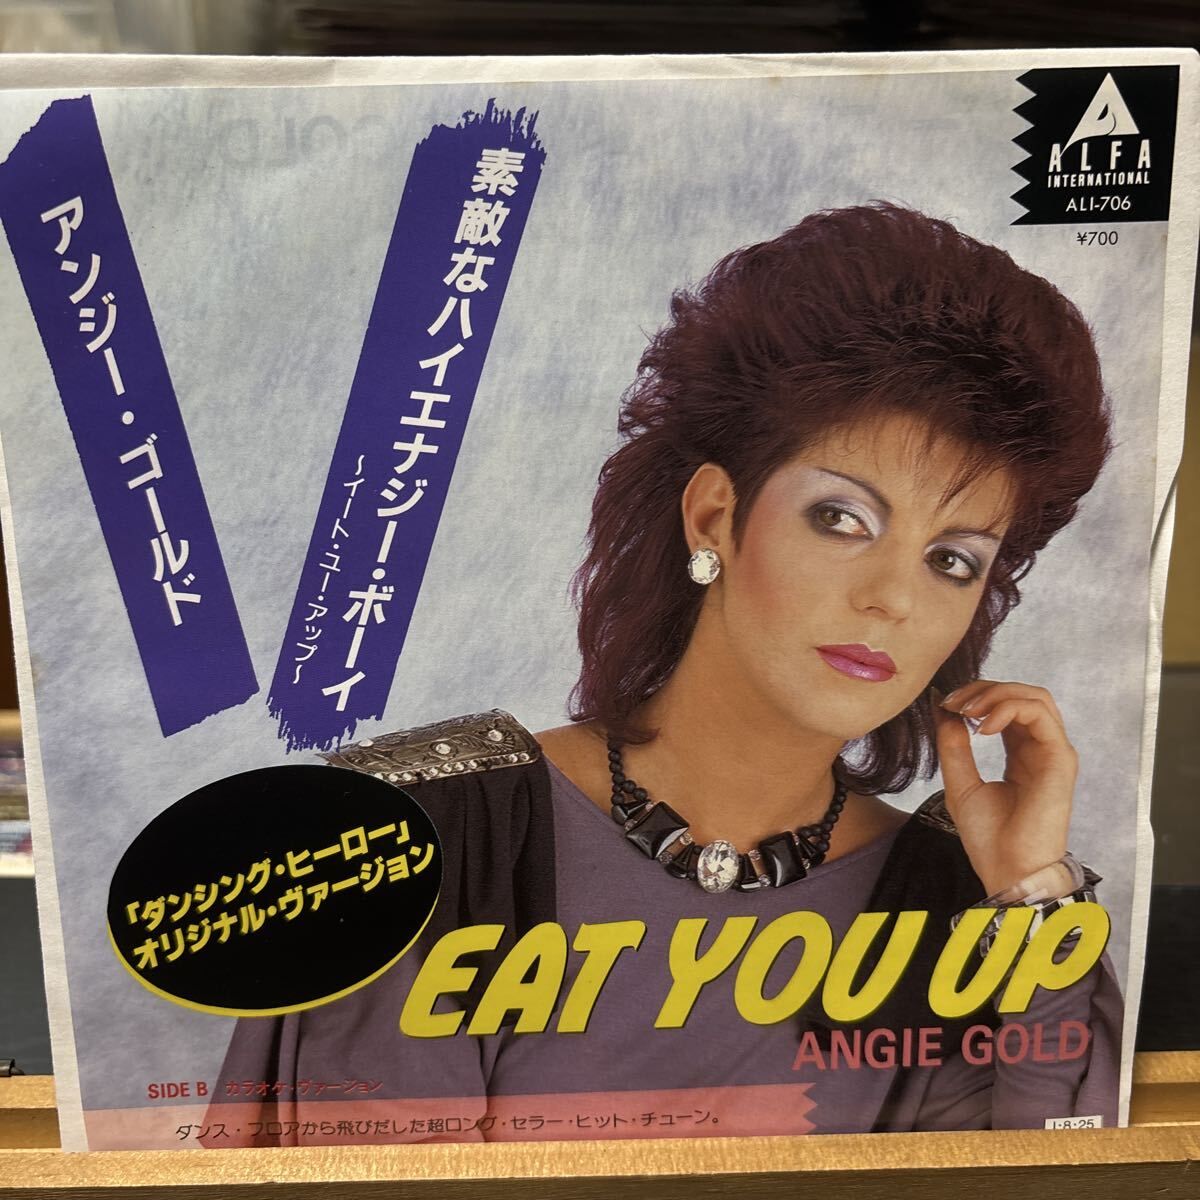 ALFA
INTERNATIONAL
ALI-706
¥700
アンジー・ゴールド
素敵なハイエナジー・ボーイ
〜イート・ユー・アップ〜
「ダンシング・ヒーロー」
オリジナル・ヴァージョン
EAT YOU UP
ANGIE GOLD
SIDE B カラオケ・ヴァージョン
ダンス・フロアから飛びだした超ロング・セラー・ヒット・チューン。